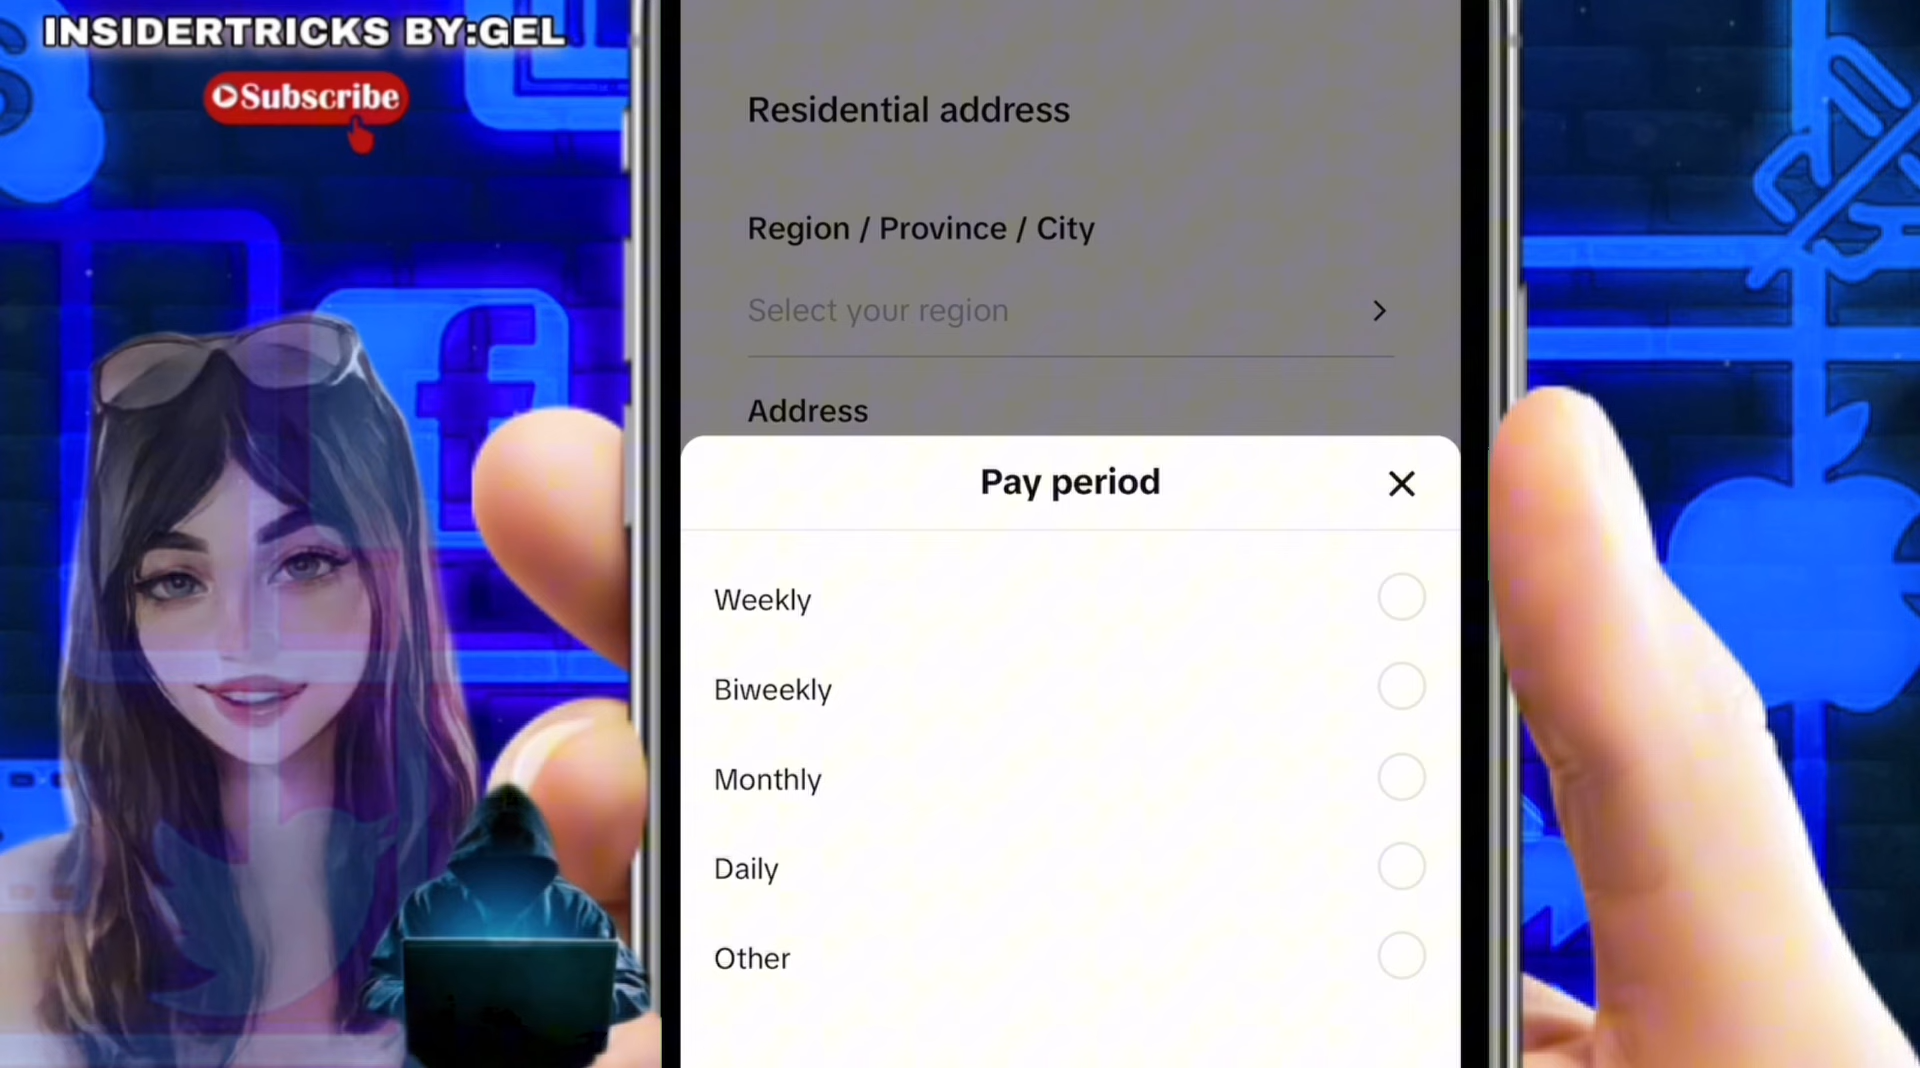 INSIDERTRICKS BY:GEL
Subscribe
Residential address
Region / Province / City
Select your region
Address
Pay period
Weekly
Biweekly
Monthly
Daily
Other